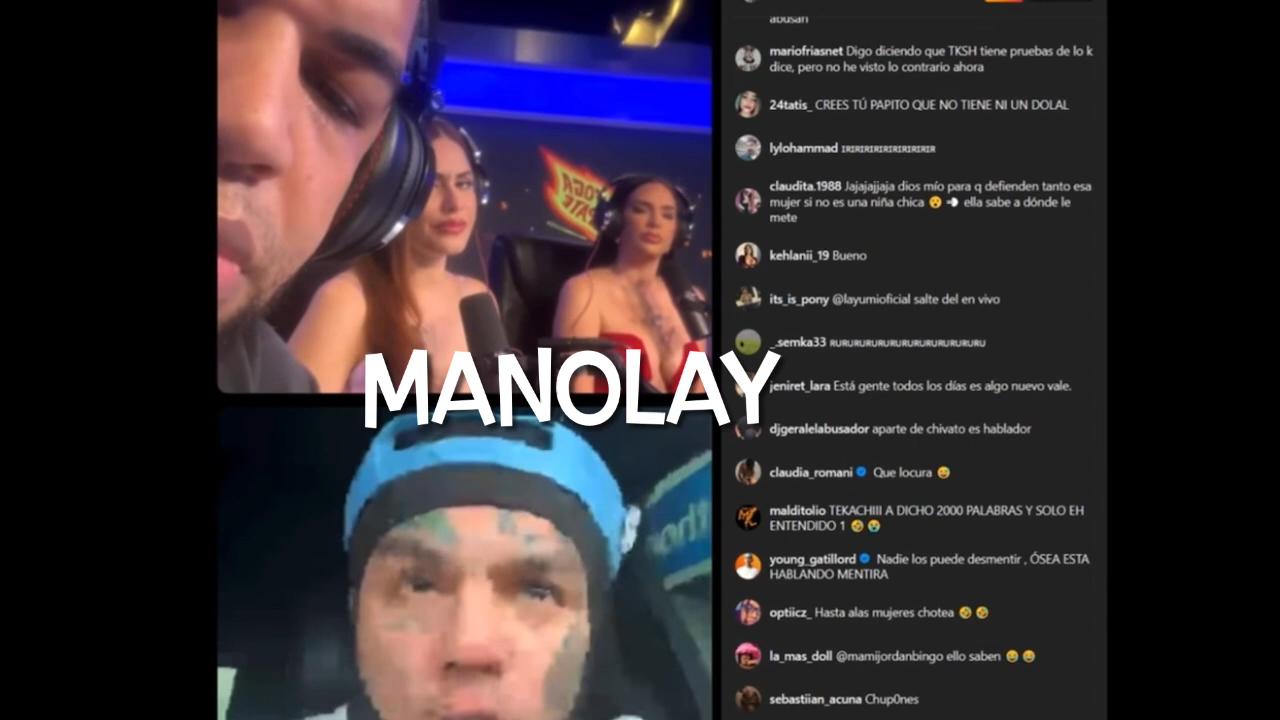 abusan
mariofriasnet Digo diciendo que TKSH tiene pruebas de lo k
dice, pero no he visto lo contrario ahora
24tatis_ CREES TÚ PAPITO QUE NO TIENE NI UN DOLAL
lylohammad ɪʀɪʀɪʀɪʀɪʀɪʀɪʀɪʀɪʀɪʀ
claudita.1988 Jajajajjaja dios mío para q defienden tanto esa
mujer si no es una niña chica 😮‍💨 ella sabe a dónde le
mete
kehlanii_19 Bueno
its_is_pony @layumioficial salte del en vivo
_.semka33 ʀᴜʀᴜʀᴜʀᴜʀᴜʀᴜʀᴜʀᴜʀᴜʀᴜʀᴜʀᴜʀᴜ
MANOLAY
jeniret_lara Está gente todos los días es algo nuevo vale.
djgeralelabusador aparte de chivato es hablador
claudia_romani Que locura 😄
malditolio TEKACHIII A DICHO 2000 PALABRAS Y SOLO EH
ENTENDIDO 1 🤣 😭
young_gatillord Nadie los puede desmentir , ÓSEA ESTA
HABLANDO MENTIRA
optiicz_ Hasta alas mujeres chotea 🤣 🤣
la_mas_doll @mamijordanbingo ello saben 😂 😂
sebastiian_acuna Chup0nes